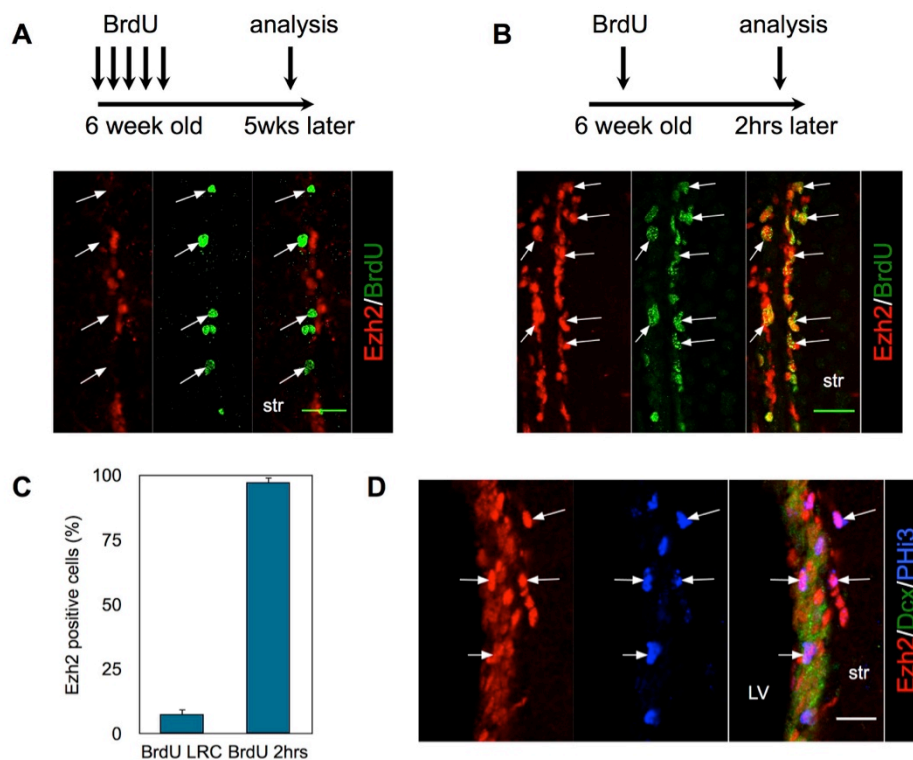 A
BrdU
analysis
6 week old
5wks later
str
Ezh2/BrdU
B
BrdU
analysis
6 week old
2hrs later
str
Ezh2/BrdU
C
Ezh2 positive cells (%)
100
75
50
25
0
BrdU LRC
BrdU 2hrs
D
LV
str
Ezh2/Dcx/PHi3